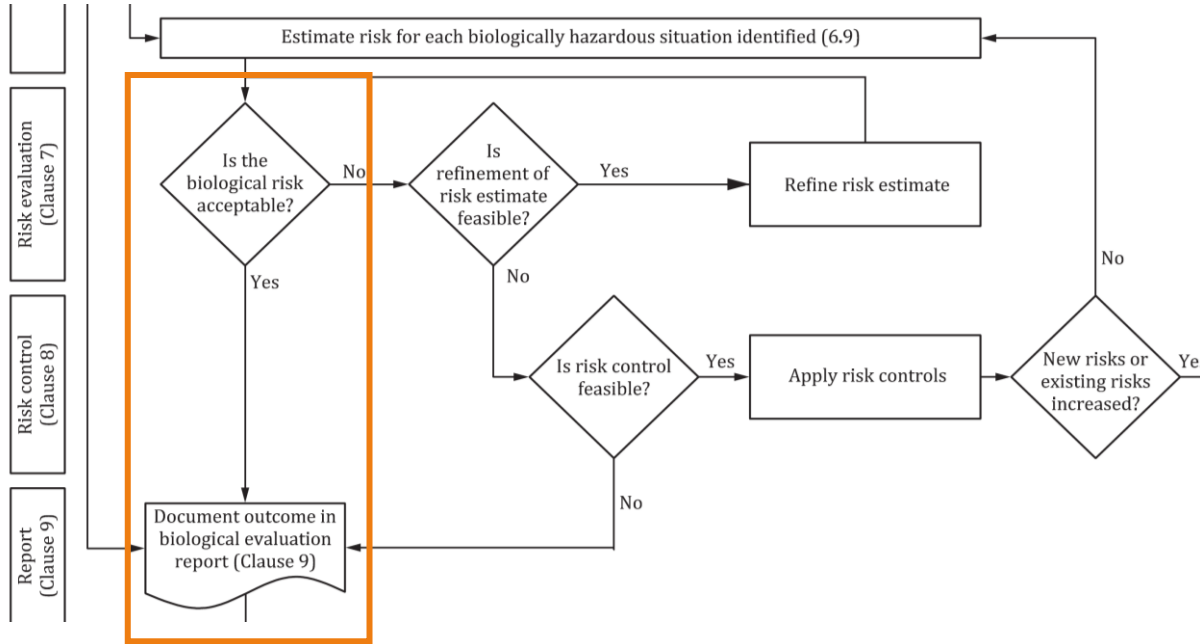 Estimate risk for each biologically hazardous situation identified (6.9)
Risk evaluation
(Clause 7)
Is the
biological risk
acceptable?
No
Is
refinement of
risk estimate
feasible?
Yes
Refine risk estimate
No
Yes
No
Risk control
(Clause 8)
Is risk control
feasible?
Yes
Apply risk controls
New risks or
existing risks
increased?
No
Report
(Clause 9)
Document outcome in
biological evaluation
report (Clause 9)